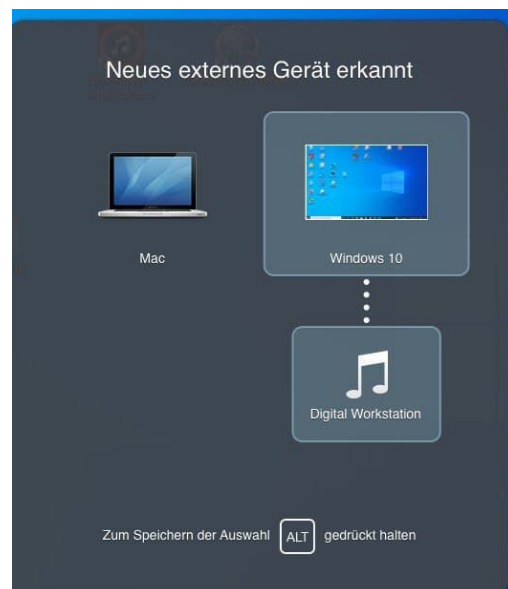 Neues externes Gerät erkannt
Mac
Windows 10
Digital Workstation
Zum Speichern der Auswahl ALT gedrückt halten